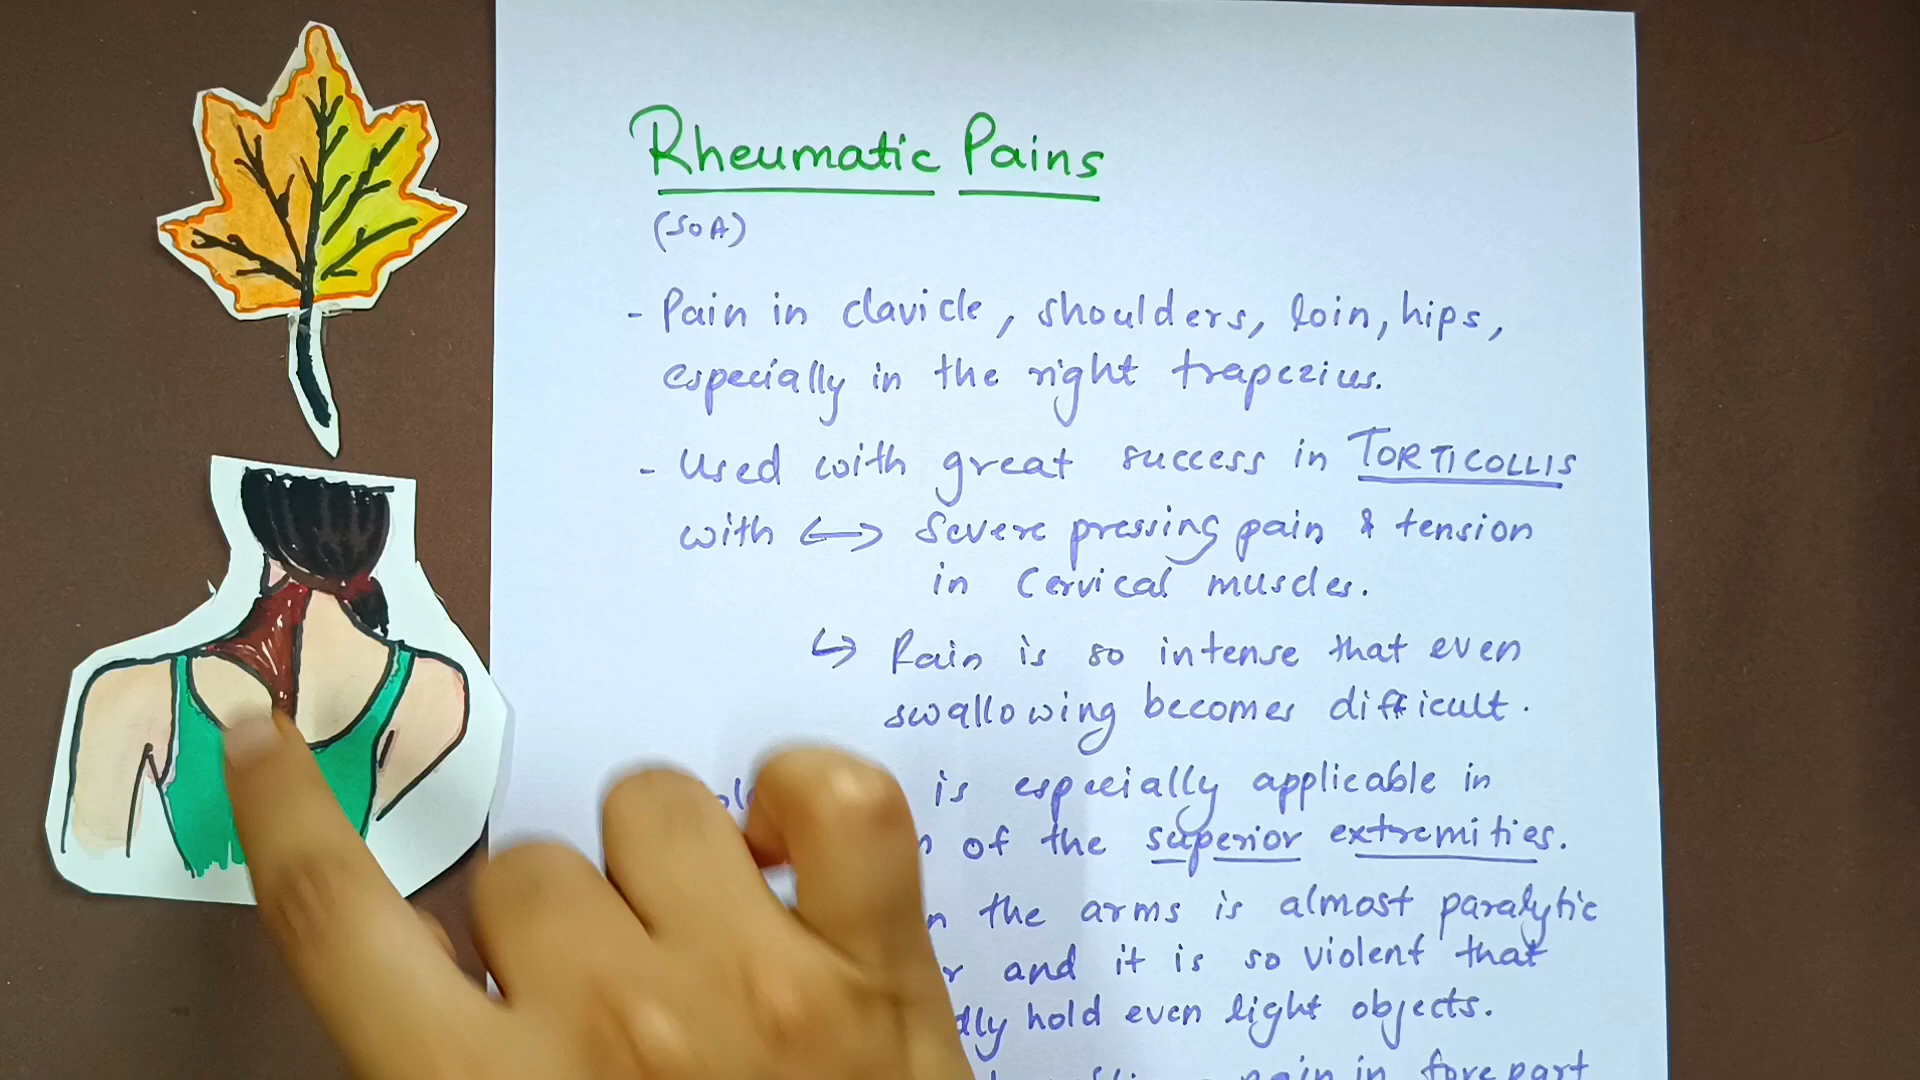 Rheumatic Pains
(SOA)
- Pain in clavicle, shoulders, loin, hips,
especially in the right trapezius.
- Used with great success in TORTICOLLIS
with ↔ Severe pressing pain & tension
in Cervical muscles.
↳ Pain is so intense that even
swallowing becomes difficult.
is especially applicable in
of the superior extremities.
the arms is almost paralytic
and it is so violent that
hold even light objects.
pain in forepart